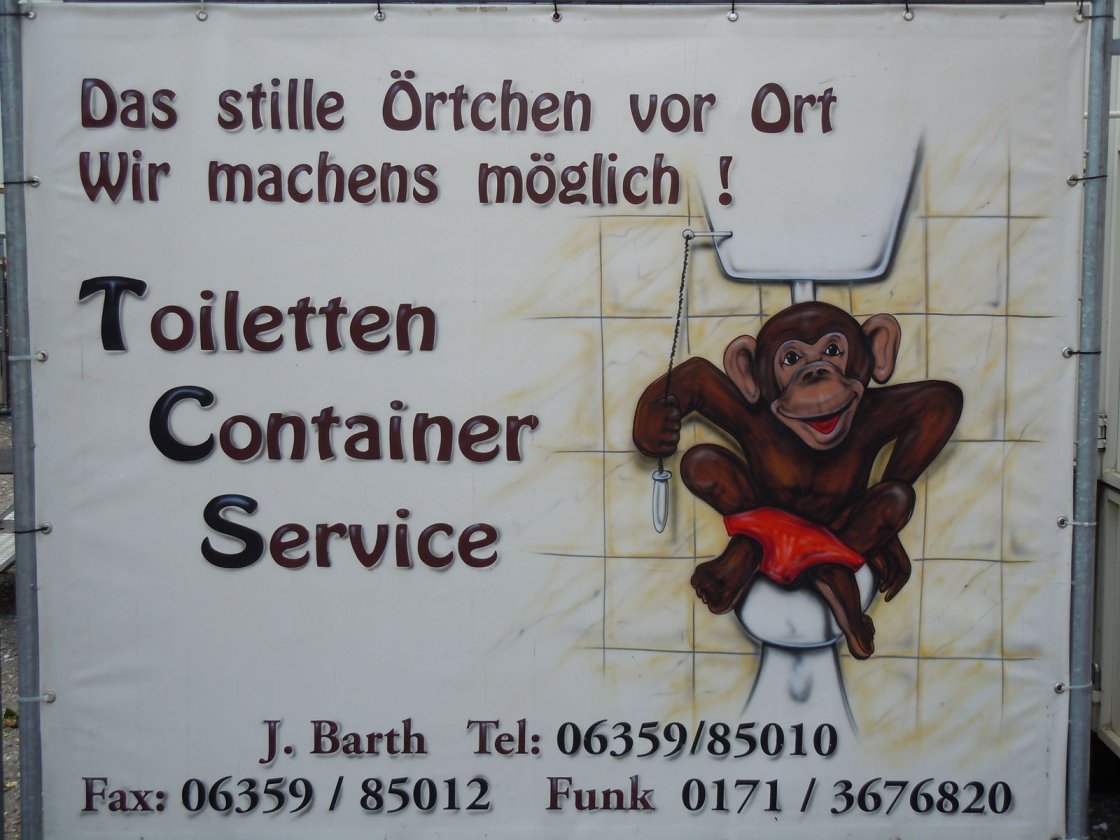 Das stille Örtchen vor Ort
Wir machens möglich !
Toiletten
Container
Service
J. Barth Tel: 06359/85010
Fax: 06359 / 85012 Funk 0171 / 3676820